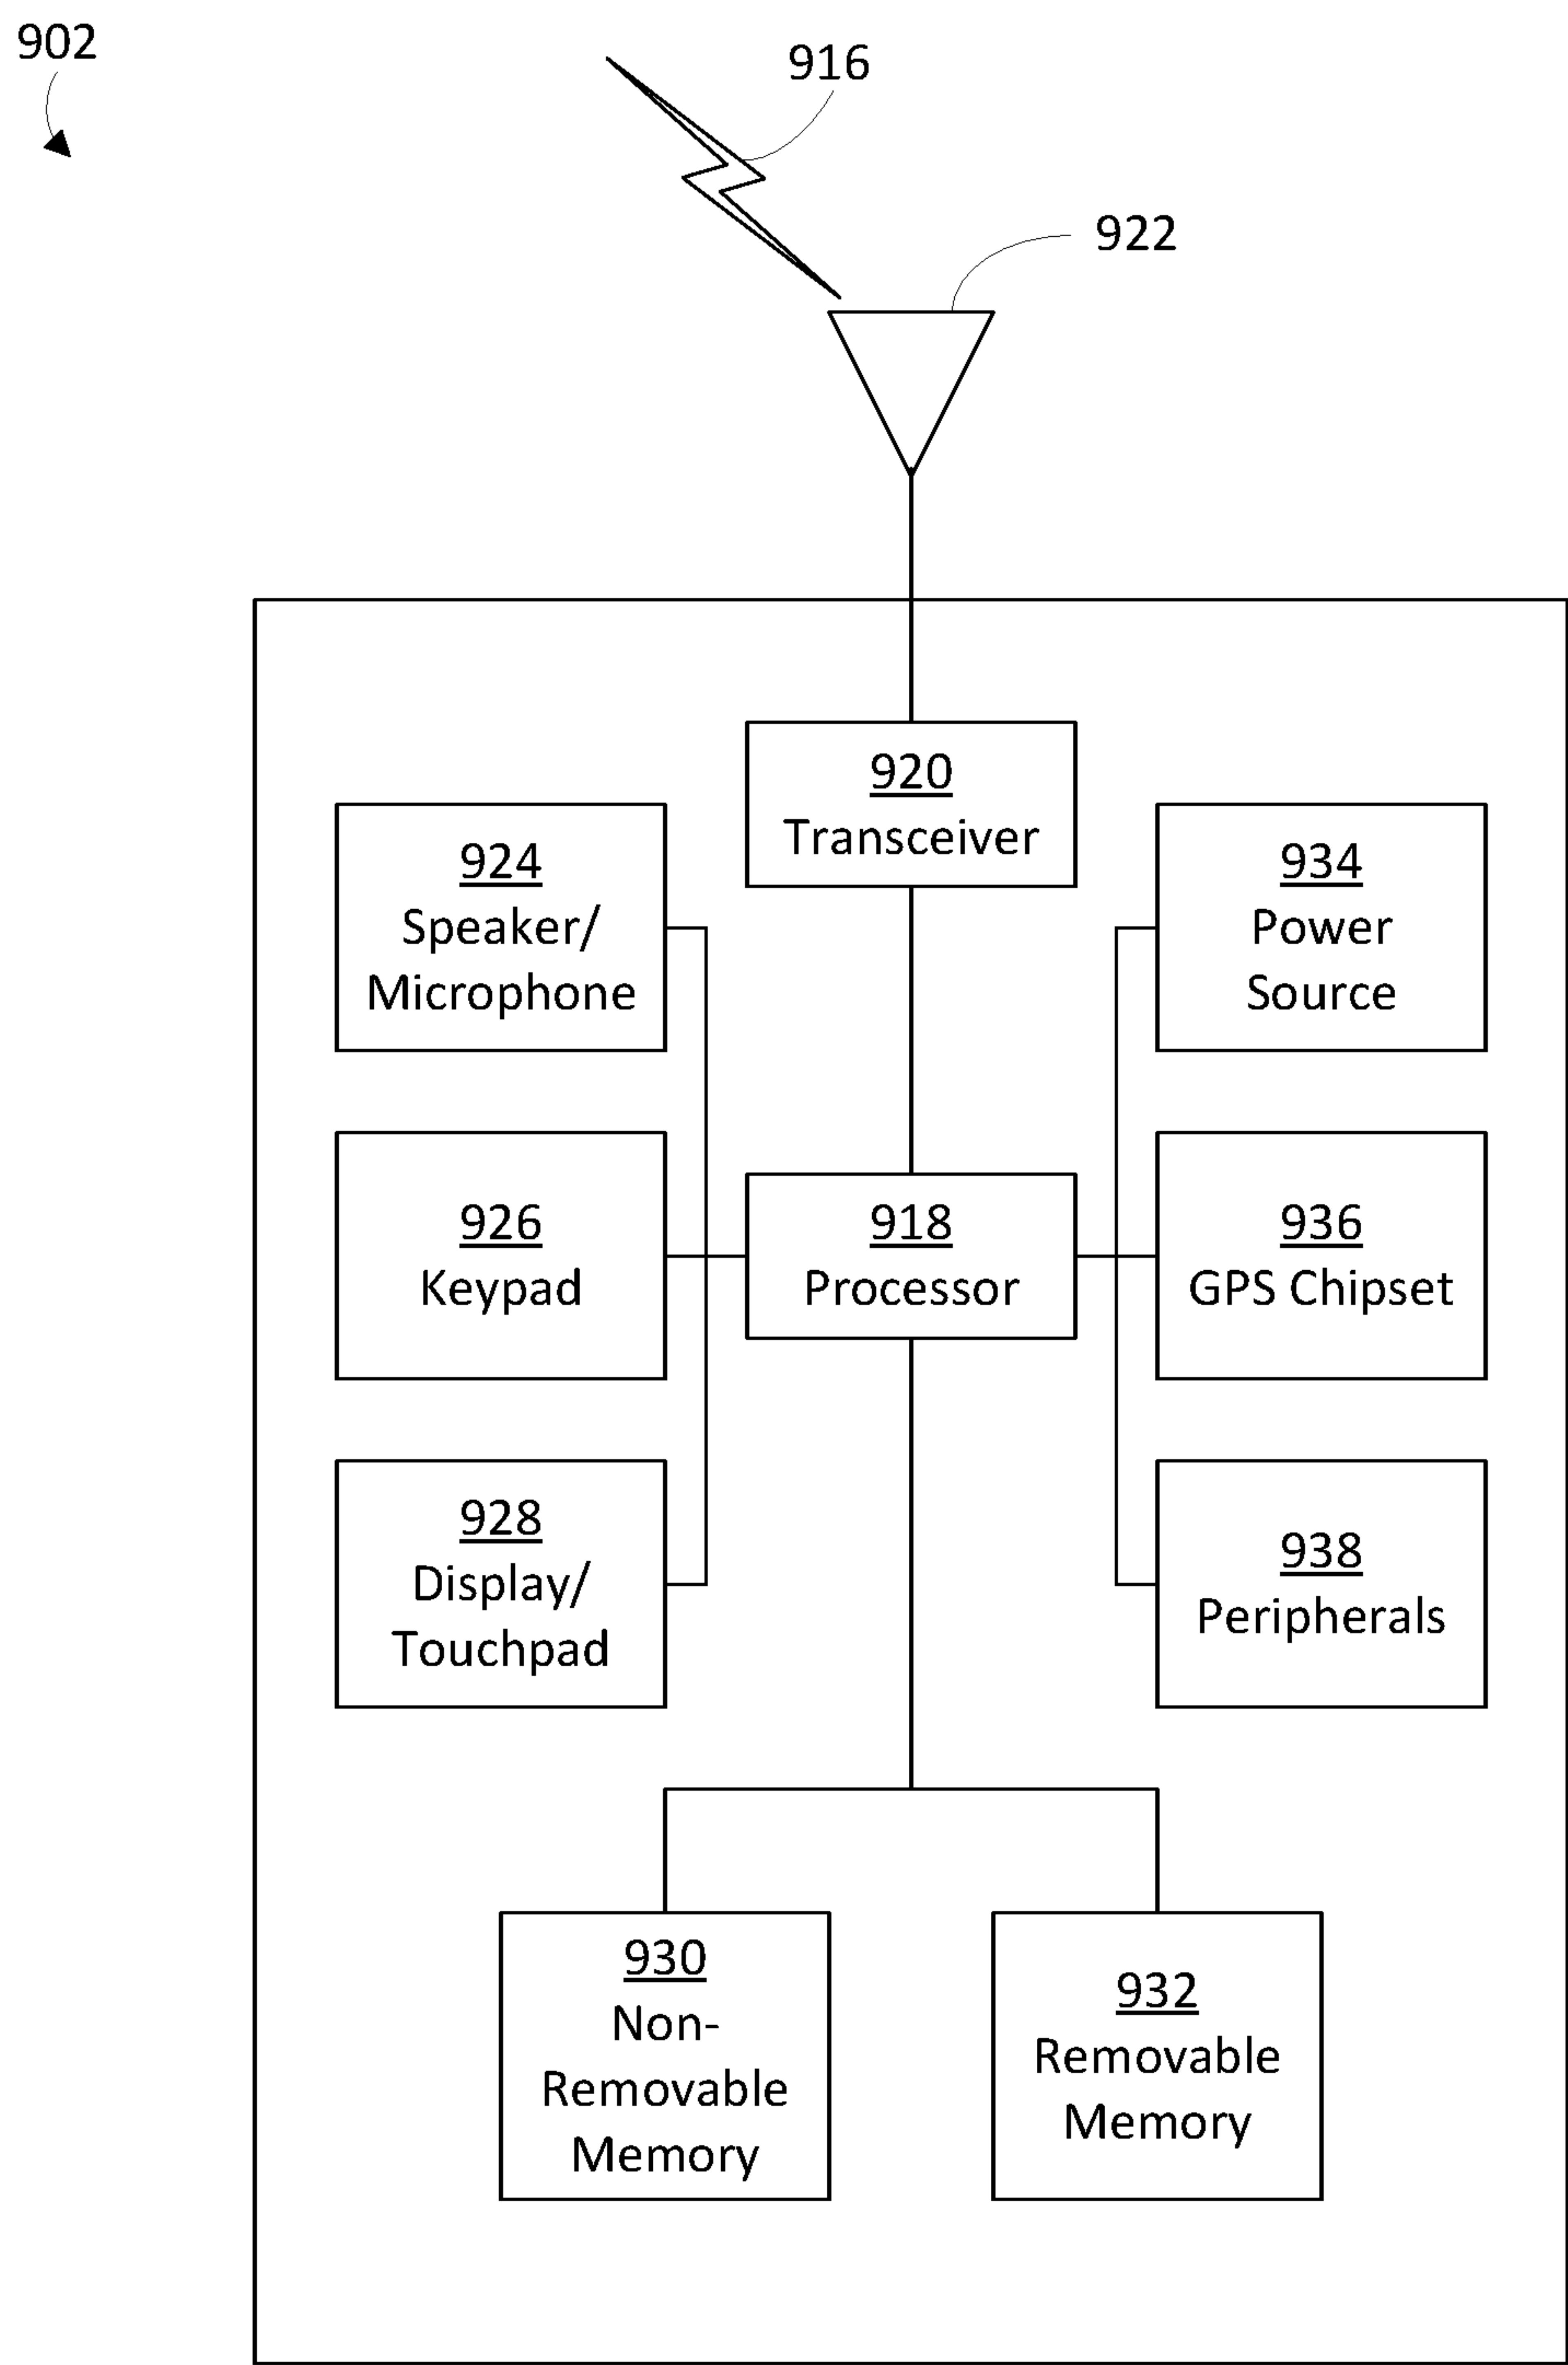 902
916
922
920
Transceiver
924
Speaker/
Microphone
934
Power
Source
926
Keypad
918
Processor
936
GPS Chipset
928
Display/
Touchpad
938
Peripherals
930
Non-
Removable
Memory
932
Removable
Memory